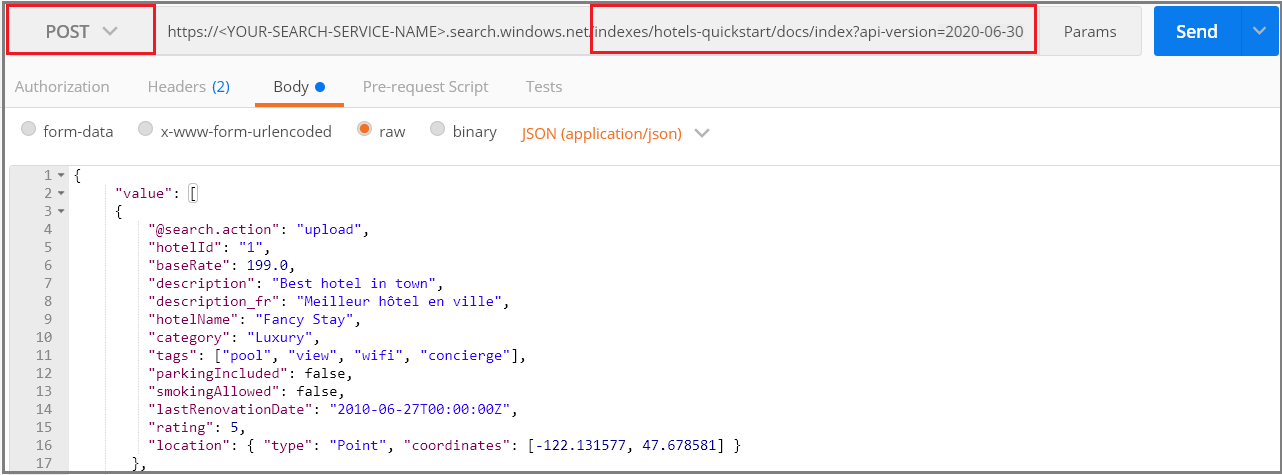 POST https://<YOUR-SEARCH-SERVICE-NAME>.search.windows.net/indexes/hotels-quickstart/docs/index?api-version=2020-06-30 Params Send
Authorization Headers (2) Body Pre-request Script Tests
form-data x-www-form-urlencoded raw binary JSON (application/json)
1 {
2 "value": [
3 {
4 "@search.action": "upload",
5 "hotelId": "1",
6 "baseRate": 199.0,
7 "description": "Best hotel in town",
8 "description_fr": "Meilleur hôtel en ville",
9 "hotelName": "Fancy Stay",
10 "category": "Luxury",
11 "tags": ["pool", "view", "wifi", "concierge"],
12 "parkingIncluded": false,
13 "smokingAllowed": false,
14 "lastRenovationDate": "2010-06-27T00:00:00Z",
15 "rating": 5,
16 "location": { "type": "Point", "coordinates": [-122.131577, 47.678581] }
17 },